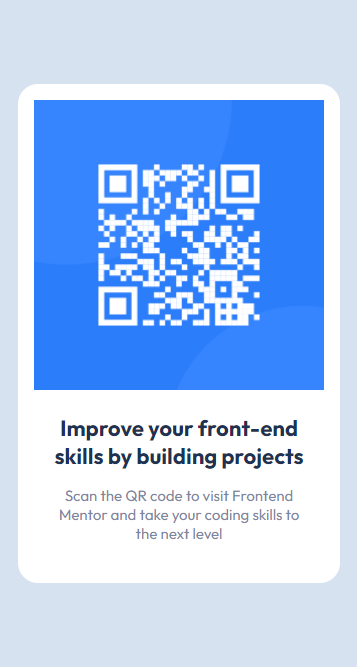 Improve your front-end
skills by building projects
Scan the QR code to visit Frontend
Mentor and take your coding skills to
the next level